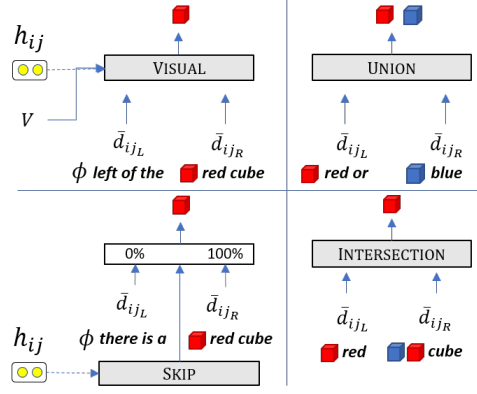 h_ij
VISUAL
V
d̄_ij_L d̄_ij_R
ϕ left of the red cube
UNION
d̄_ij_L d̄_ij_R
red or blue
0% 100%
d̄_ij_L d̄_ij_R
ϕ there is a red cube
h_ij
SKIP
INTERSECTION
d̄_ij_L d̄_ij_R
red cube